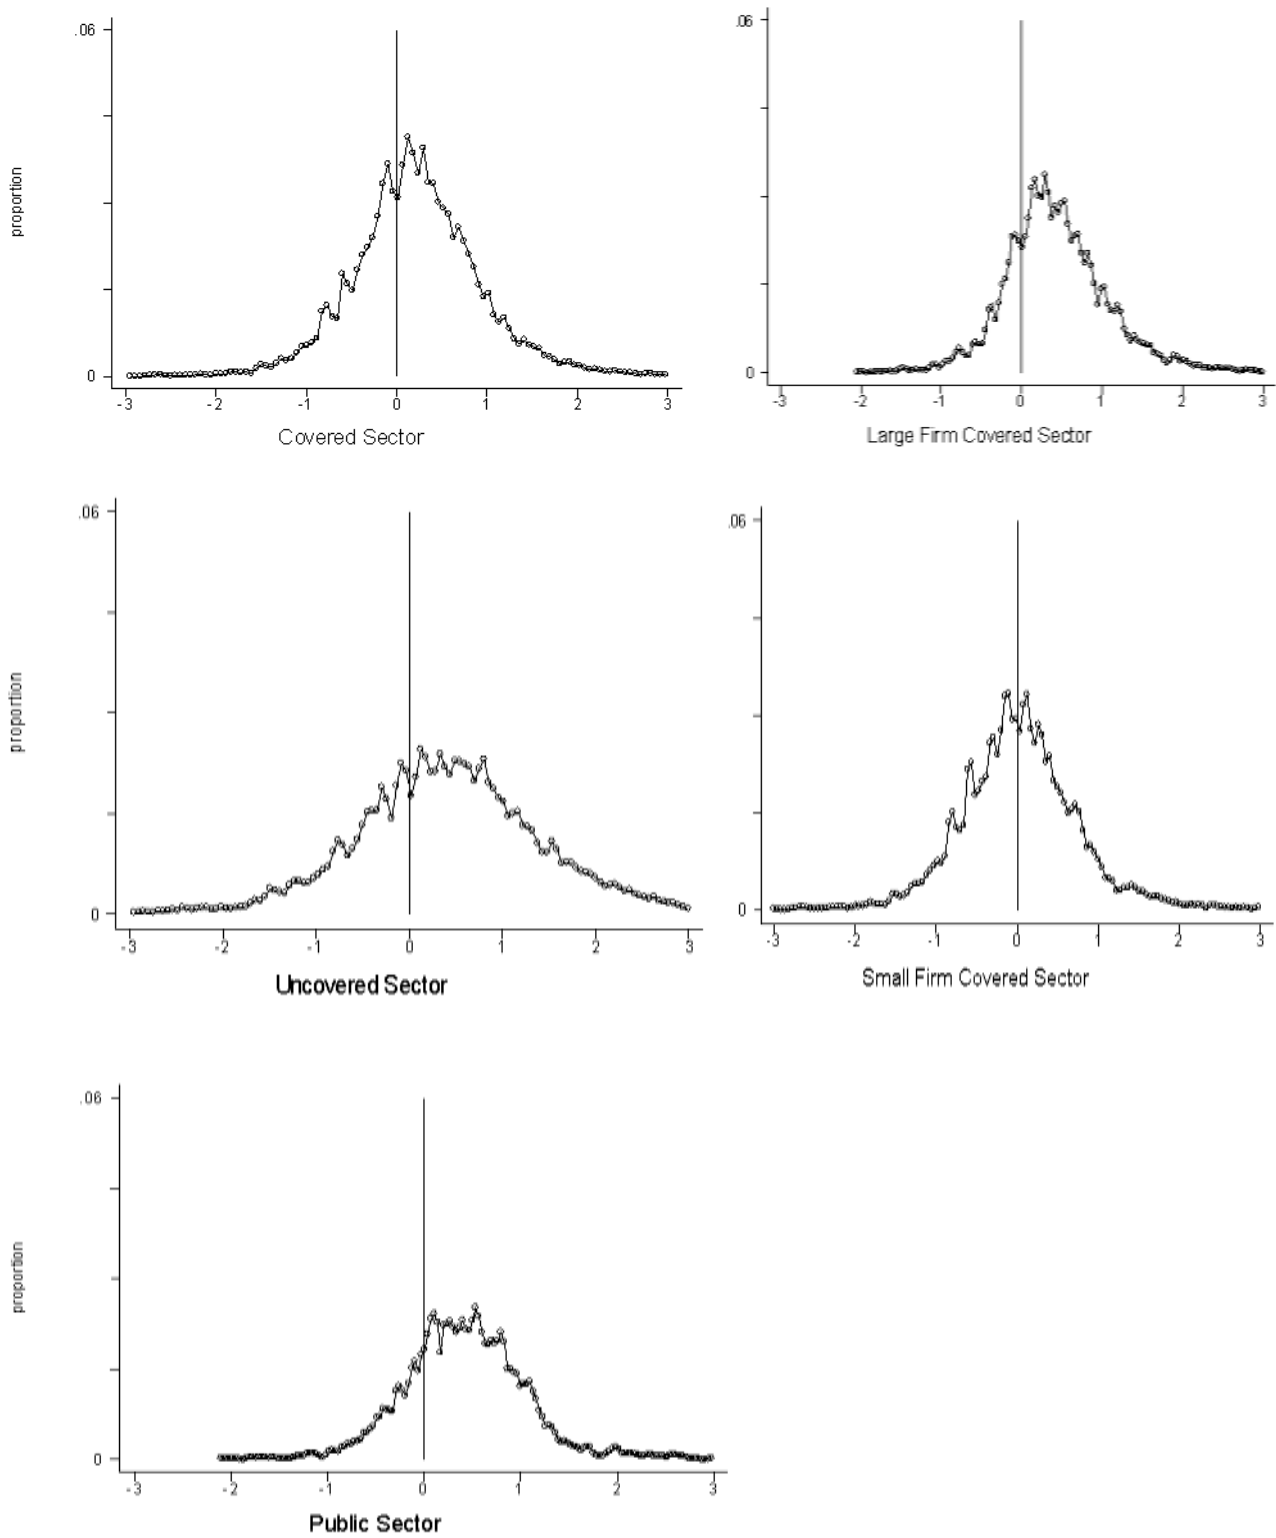 .06
proportion
0
-3 -2 -1 0 1 2 3
Covered Sector
.06
0
-3 -2 -1 0 1 2 3
Large Firm Covered Sector
.06
proportion
0
-3 -2 -1 0 1 2 3
Uncovered Sector
.06
0
-3 -2 -1 0 1 2 3
Small Firm Covered Sector
.06
proportion
0
-3 -2 -1 0 1 2 3
Public Sector